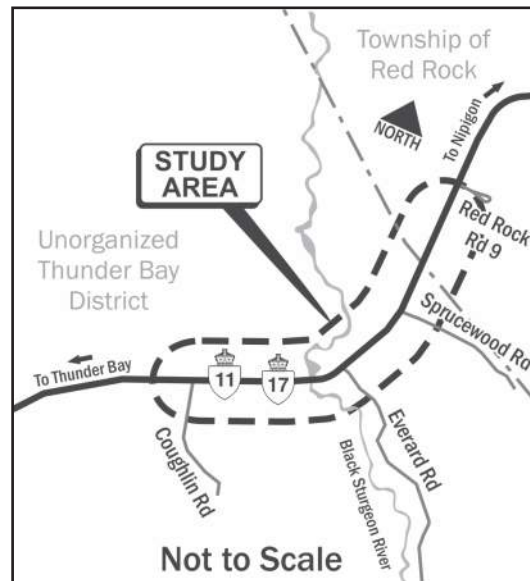 Township of
Red Rock
NORTH
To Nipigon
STUDY
AREA
Red Rock
Rd 9
Unorganized
Thunder Bay
District
Sprucewood Rd
To Thunder Bay
11
17
Coughlin Rd
Everard Rd
Black Sturgeon River
Not to Scale